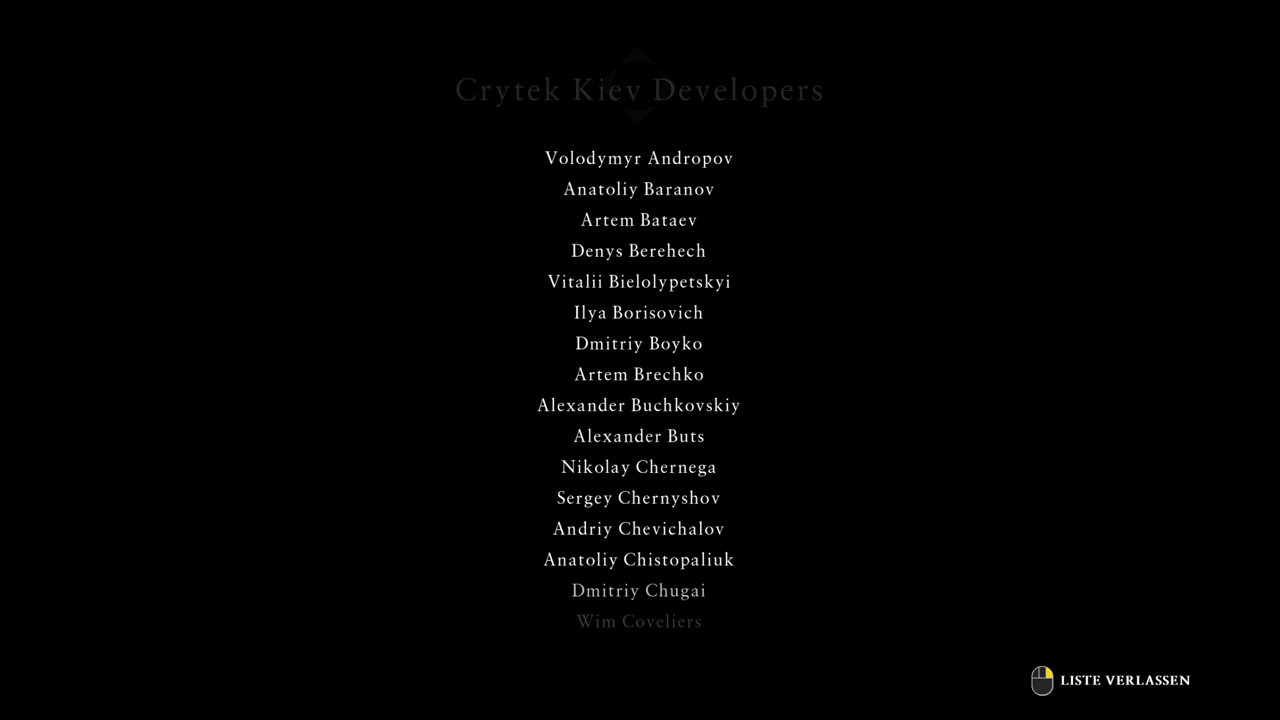 Crytek Kiev Developers
Volodymyr Andropov
Anatoliy Baranov
Artem Bataev
Denys Berehech
Vitalii Bielolypetskyi
Ilya Borisovich
Dmitriy Boyko
Artem Brechko
Alexander Buchkovskiy
Alexander Buts
Nikolay Chernega
Sergey Chernyshov
Andriy Chevichalov
Anatoliy Chistopaliuk
Dmitriy Chugai
Wim Coveliers
LISTE VERLASSEN